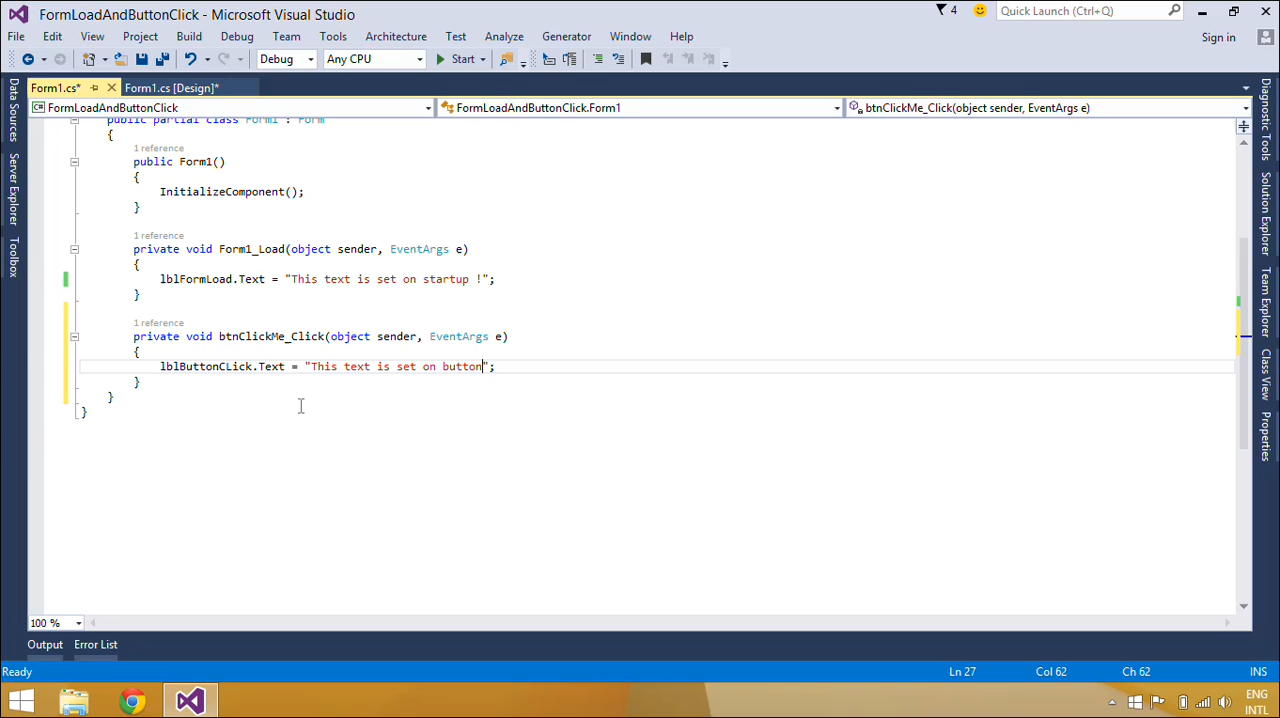 FormLoadAndButtonClick - Microsoft Visual Studio
4
Quick Launch (Ctrl+Q)
File Edit View Project Build Debug Team Tools Architecture Test Analyze Generator Window Help
Sign in
Debug
Any CPU
Start
Form1.cs*
Form1.cs [Design]*
FormLoadAndButtonClick
FormLoadAndButtonClick.Form1
btnClickMe_Click(object sender, EventArgs e)
Data Sources
Server Explorer
Toolbox
public partial class Form1 : Form
{
1 reference
public Form1()
{
InitializeComponent();
}
1 reference
private void Form1_Load(object sender, EventArgs e)
{
lblFormLoad.Text = "This text is set on startup !";
}
1 reference
private void btnClickMe_Click(object sender, EventArgs e)
{
lblButtonCLick.Text = "This text is set on button";
}
}
}
Diagnostic Tools
Solution Explorer
Team Explorer
Class View
Properties
100 %
Output
Error List
Ready
Ln 27
Col 62
Ch 62
INS
ENG
INTL